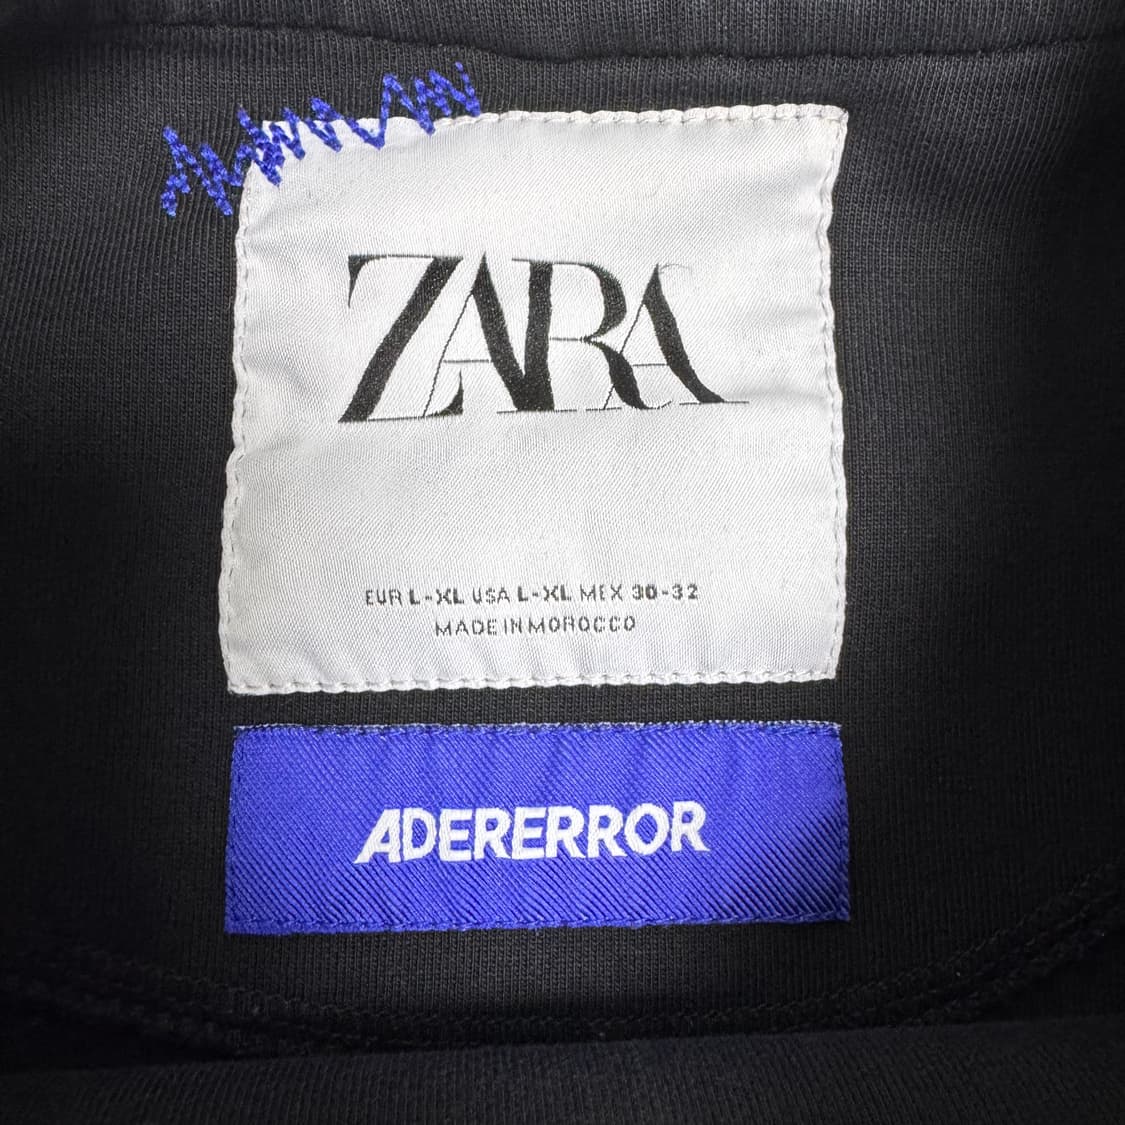 ZARA
EUR L-XL USA L-XL MEX 30-32
MADE IN MOROCCO
ADERERROR